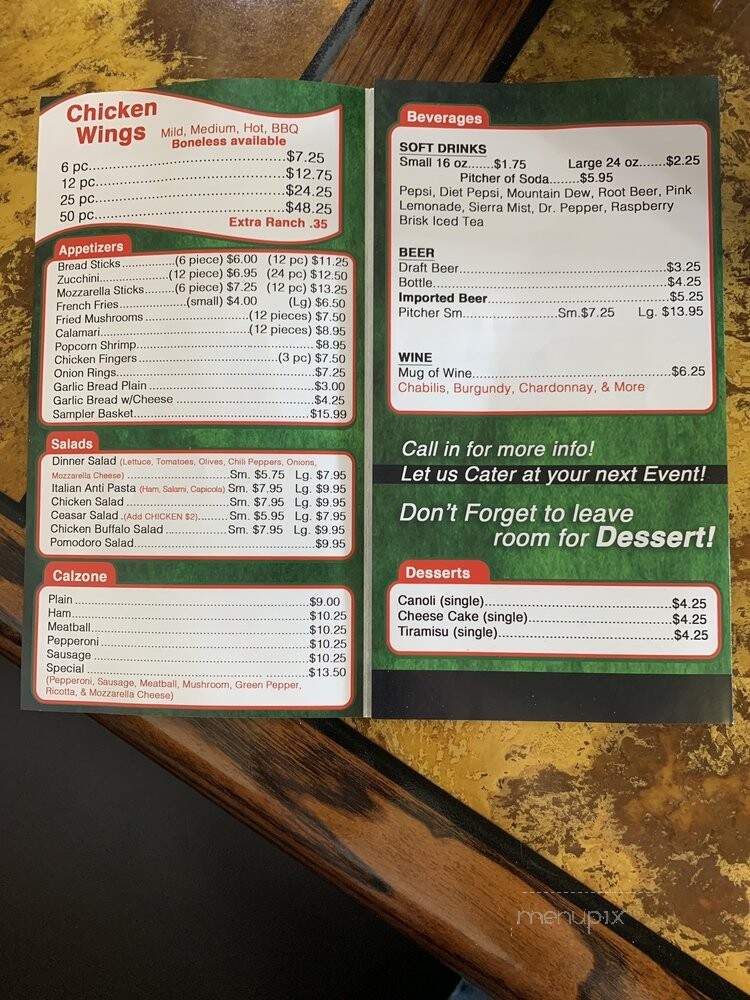 Chicken
Wings
Mild, Medium, Hot, BBQ
Boneless available
6 pc. $7.25
12 pc. $12.75
25 pc. $24.25
50 pc. $48.25
Extra Ranch .35
Appetizers
Bread Sticks (6 piece) $6.00 (12 pc) $11.25
Zucchini (12 piece) $6.95 (24 pc) $12.50
Mozzarella Sticks (6 piece) $7.25 (12 pc) $13.25
French Fries (small) $4.00 (Lg) $6.50
Fried Mushrooms (12 pieces) $7.50
Calamari (12 pieces) $8.95
Popcorn Shrimp $8.95
Chicken Fingers (3 pc) $7.50
Onion Rings $7.25
Garlic Bread Plain $3.00
Garlic Bread w/Cheese $4.25
Sampler Basket $15.99
Salads
Dinner Salad (Lettuce, Tomatoes, Olives, Chili Peppers, Onions,
Mozzarella Cheese) Sm. $5.75 Lg. $7.95
Italian Anti Pasta (Ham, Salami, Capicola) Sm. $7.95 Lg. $9.95
Chicken Salad Sm. $7.95 Lg. $9.95
Ceasar Salad (Add CHICKEN $2) Sm. $5.95 Lg. $7.95
Chicken Buffalo Salad Sm. $7.95 Lg. $9.95
Pomodoro Salad $9.95
Calzone
Plain $9.00
Ham $10.25
Meatball $10.25
Pepperoni $10.25
Sausage $10.25
Special $13.50
(Pepperoni, Sausage, Meatball, Mushroom, Green Pepper,
Ricotta, & Mozzarella Cheese)
Beverages
SOFT DRINKS
Small 16 oz. $1.75 Large 24 oz. $2.25
Pitcher of Soda $5.95
Pepsi, Diet Pepsi, Mountain Dew, Root Beer, Pink
Lemonade, Sierra Mist, Dr. Pepper, Raspberry
Brisk Iced Tea
BEER
Draft Beer $3.25
Bottle $4.25
Imported Beer $5.25
Pitcher Sm. Sm.$7.25 Lg. $13.95
WINE
Mug of Wine $6.25
Chabilis, Burgundy, Chardonnay, & More
Call in for more info!
Let us Cater at your next Event!
Don't Forget to leave
room for Dessert!
Desserts
Canoli (single) $4.25
Cheese Cake (single) $4.25
Tiramisu (single) $4.25
menupix